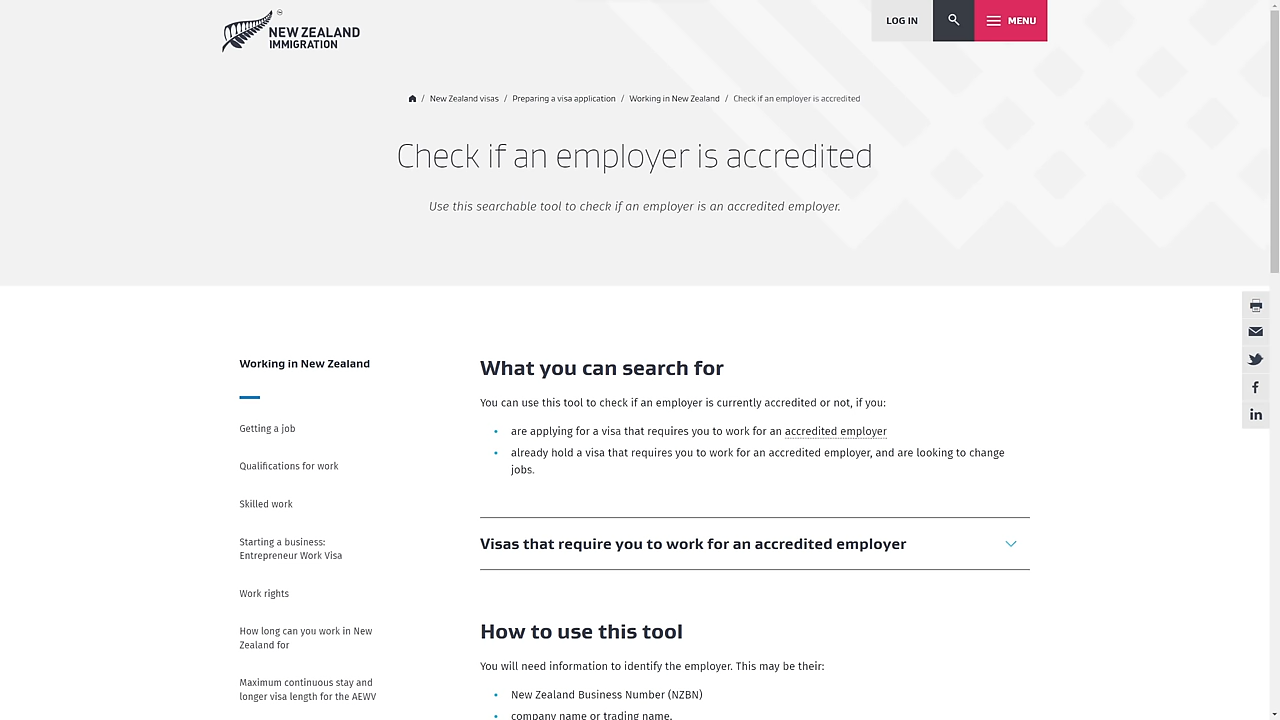 NEW ZEALAND
IMMIGRATION
LOG IN
MENU
/ New Zealand visas / Preparing a visa application / Working in New Zealand / Check if an employer is accredited
Check if an employer is accredited
Use this searchable tool to check if an employer is an accredited employer.
Working in New Zealand
Getting a job
Qualifications for work
Skilled work
Starting a business:
Entrepreneur Work Visa
Work rights
How long can you work in New
Zealand for
Maximum continuous stay and
longer visa length for the AEWV
What you can search for
You can use this tool to check if an employer is currently accredited or not, if you:
• are applying for a visa that requires you to work for an accredited employer
• already hold a visa that requires you to work for an accredited employer, and are looking to change
jobs.
Visas that require you to work for an accredited employer
How to use this tool
You will need information to identify the employer. This may be their:
• New Zealand Business Number (NZBN)
• company name or trading name.